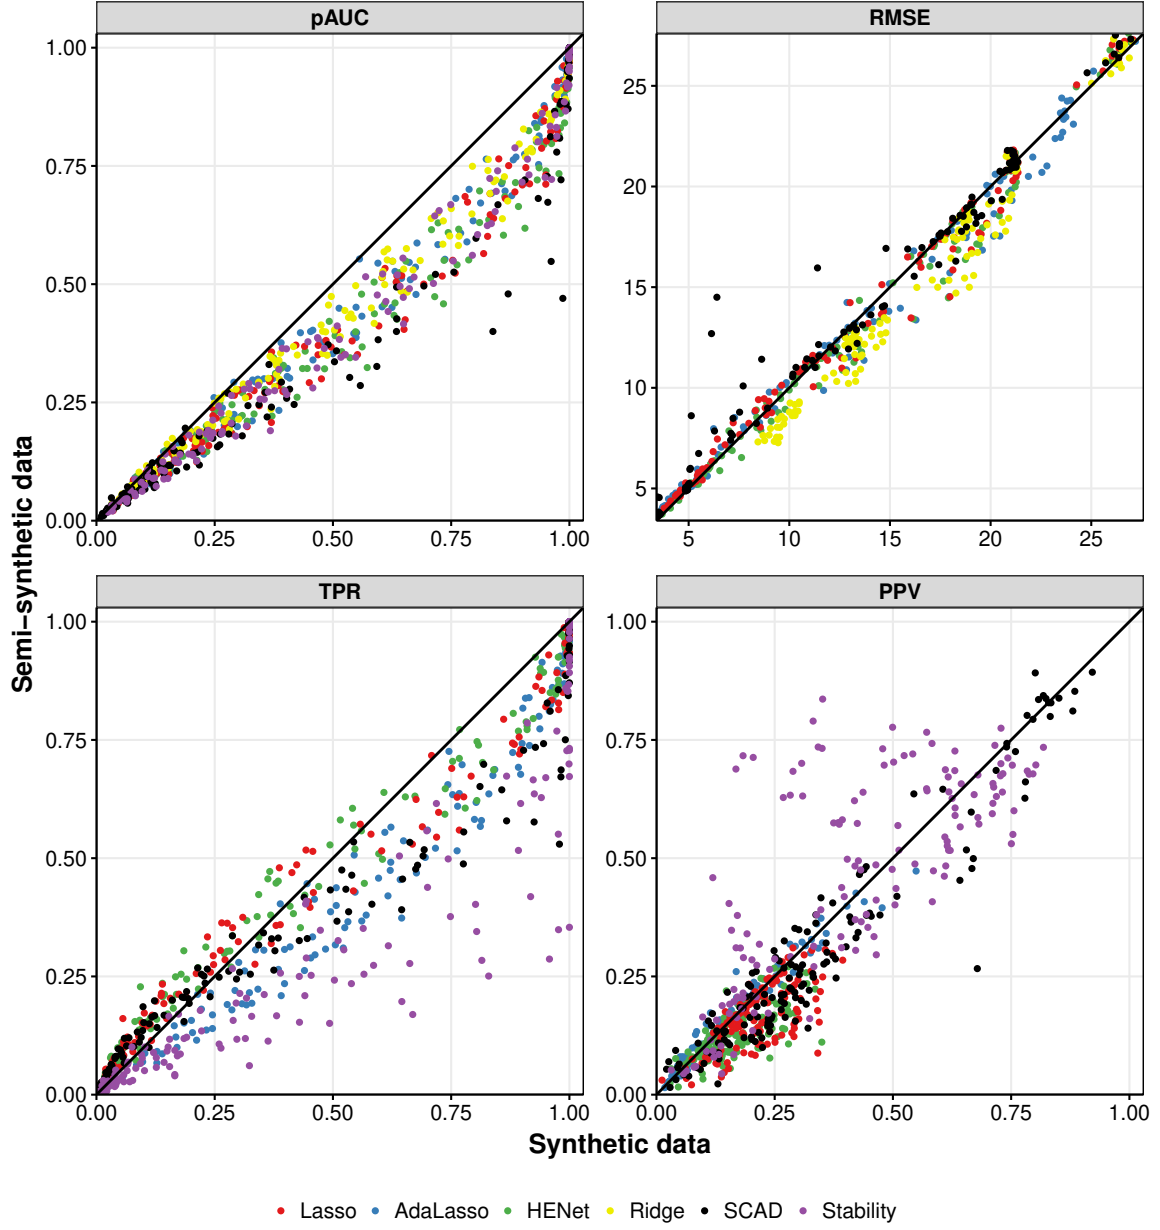 pAUC
RMSE
1.00
0.75
0.50
0.25
0.00
0.00 0.25 0.50 0.75 1.00
25
20
15
10
5
5 10 15 20 25
TPR
PPV
1.00
0.75
0.50
0.25
0.00
0.00 0.25 0.50 0.75 1.00
1.00
0.75
0.50
0.25
0.00
0.00 0.25 0.50 0.75 1.00
Semi−synthetic data
Synthetic data
Lasso AdaLasso HENet Ridge SCAD Stability